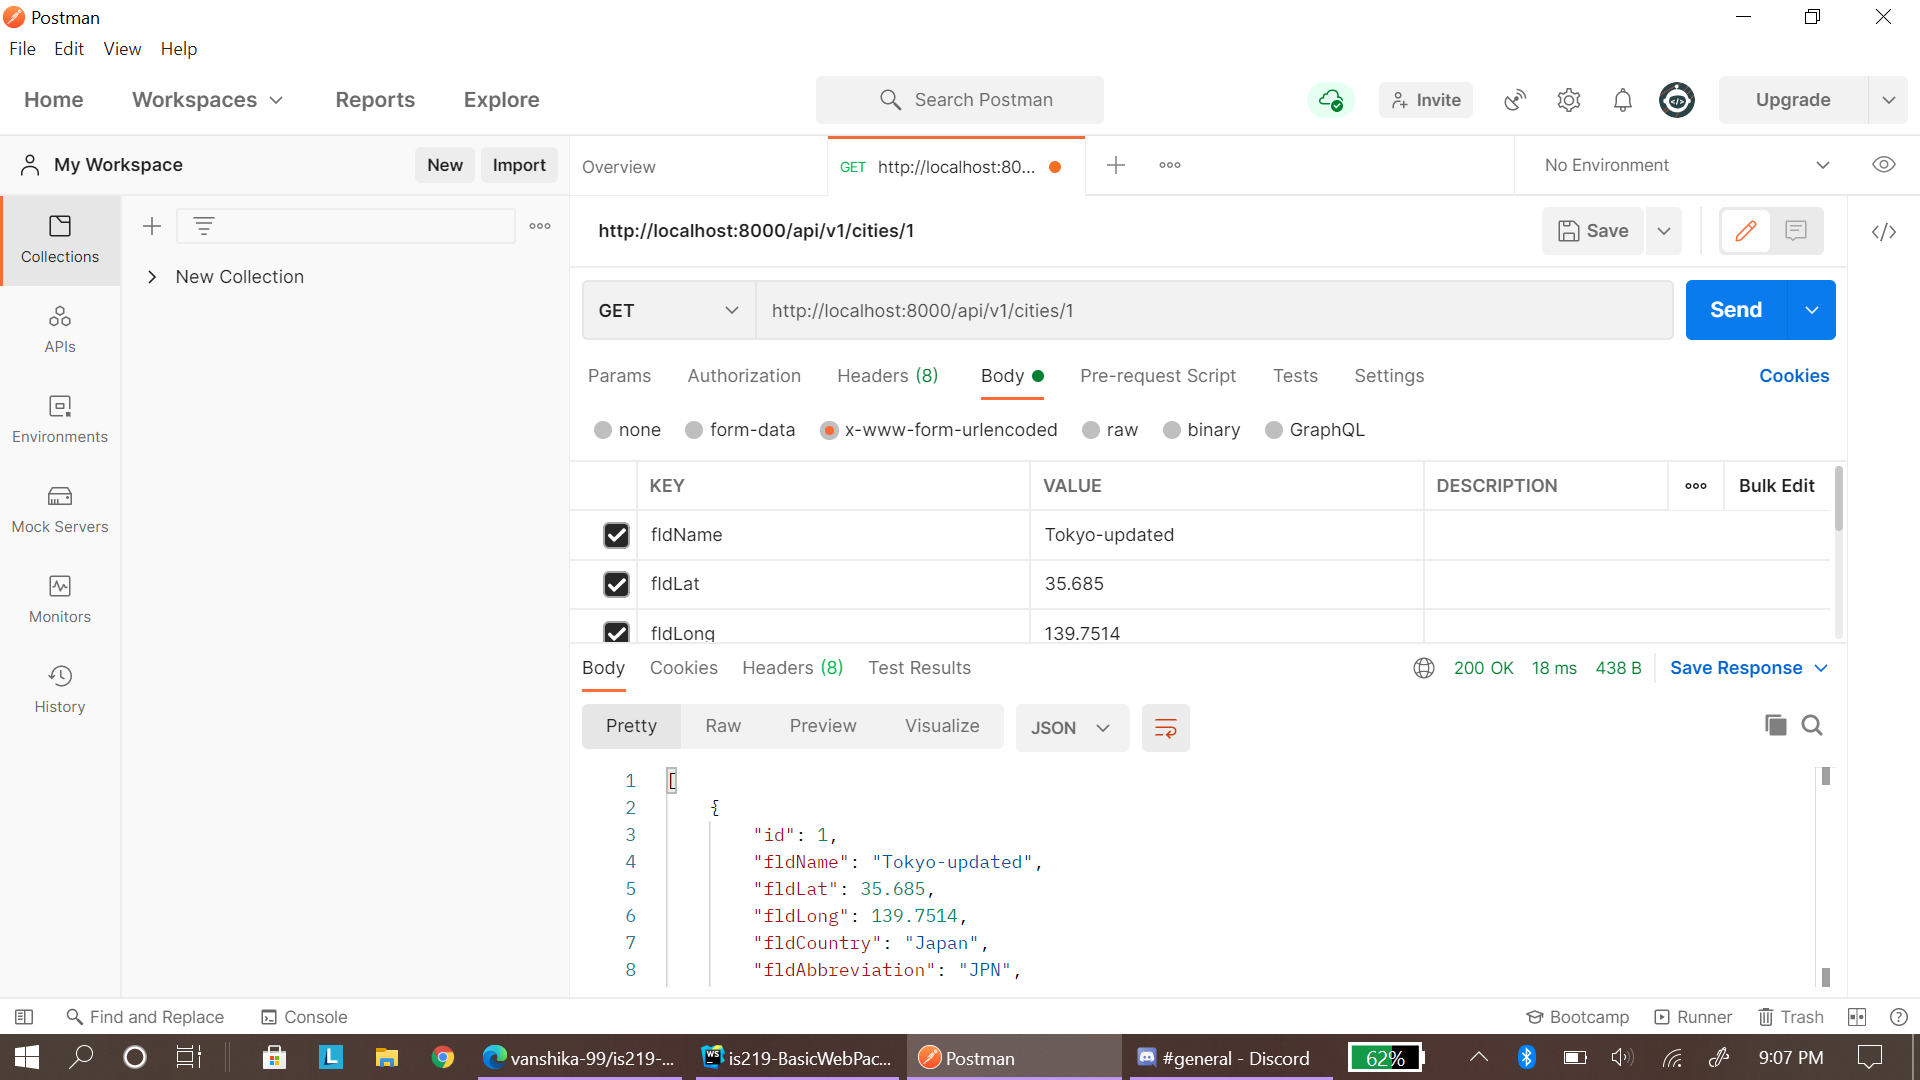 Postman
File Edit View Help
Home Workspaces Reports Explore Search Postman Invite Upgrade
My Workspace New Import Overview GET http://localhost:80... No Environment
Collections
APIs
Environments
Mock Servers
Monitors
History
New Collection
http://localhost:8000/api/v1/cities/1 Save
GET http://localhost:8000/api/v1/cities/1 Send
Params Authorization Headers (8) Body Pre-request Script Tests Settings Cookies
none form-data x-www-form-urlencoded raw binary GraphQL
KEY VALUE DESCRIPTION Bulk Edit
fldName Tokyo-updated
fldLat 35.685
fldLong 139.7514
Body Cookies Headers (8) Test Results 200 OK 18 ms 438 B Save Response
Pretty Raw Preview Visualize JSON
1 [
2 {
3 "id": 1,
4 "fldName": "Tokyo-updated",
5 "fldLat": 35.685,
6 "fldLong": 139.7514,
7 "fldCountry": "Japan",
8 "fldAbbreviation": "JPN",
Find and Replace Console Bootcamp Runner Trash
L vanshika-99/is219-... WS is219-BasicWebPac... Postman #general - Discord 62% 9:07 PM